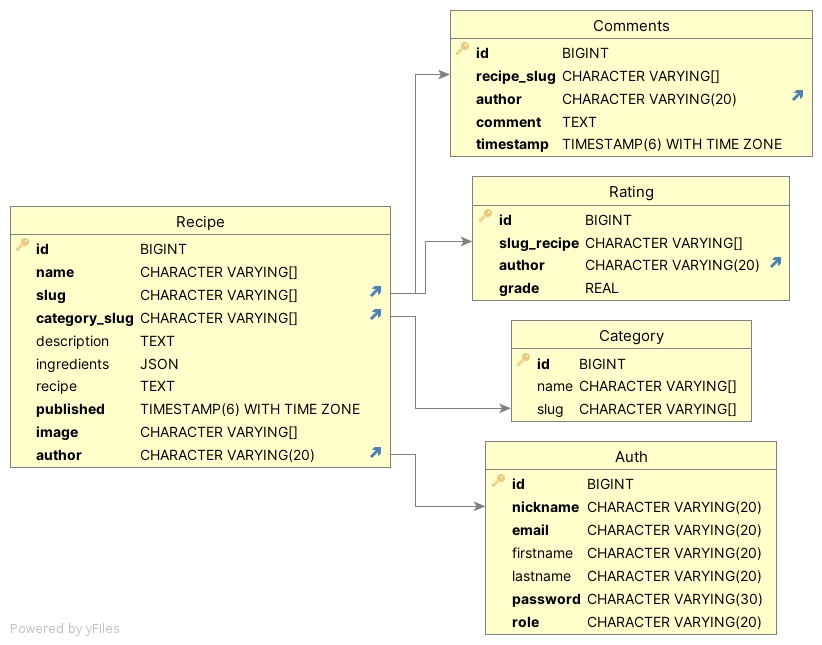 Comments
id BIGINT
recipe_slug CHARACTER VARYING[]
author CHARACTER VARYING(20)
comment TEXT
timestamp TIMESTAMP(6) WITH TIME ZONE
Rating
id BIGINT
slug_recipe CHARACTER VARYING[]
author CHARACTER VARYING(20)
grade REAL
Recipe
id BIGINT
name CHARACTER VARYING[]
slug CHARACTER VARYING[]
category_slug CHARACTER VARYING[]
description TEXT
ingredients JSON
recipe TEXT
published TIMESTAMP(6) WITH TIME ZONE
image CHARACTER VARYING[]
author CHARACTER VARYING(20)
Category
id BIGINT
name CHARACTER VARYING[]
slug CHARACTER VARYING[]
Auth
id BIGINT
nickname CHARACTER VARYING(20)
email CHARACTER VARYING(20)
firstname CHARACTER VARYING(20)
lastname CHARACTER VARYING(20)
password CHARACTER VARYING(30)
role CHARACTER VARYING(20)
Powered by yFiles